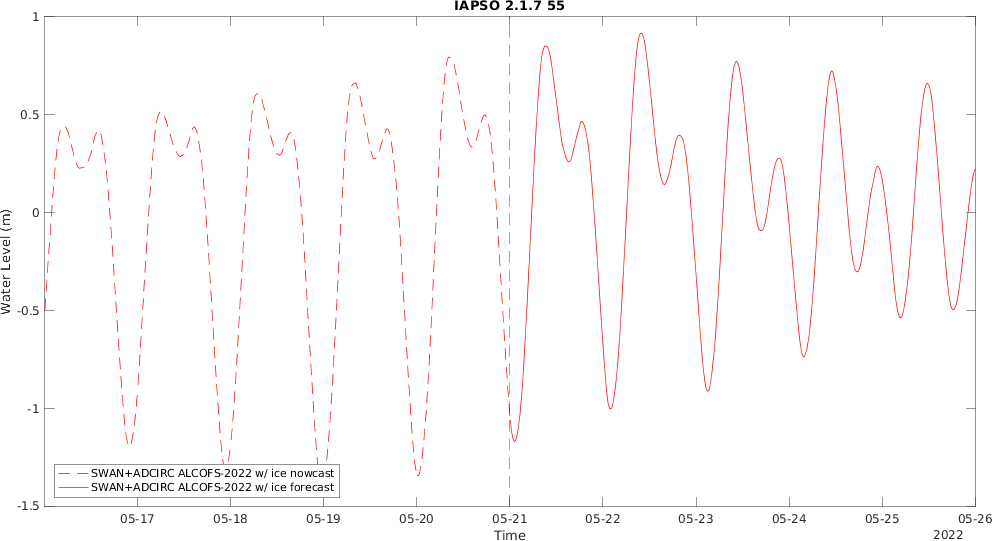 IAPSO 2.1.7 55
1
0.5
0
-0.5
-1
-1.5
Water Level (m)
SWAN+ADCIRC ALCOFS-2022 w/ ice nowcast
SWAN+ADCIRC ALCOFS-2022 w/ ice forecast
05-17 05-18 05-19 05-20 05-21 05-22 05-23 05-24 05-25 05-26
Time
2022